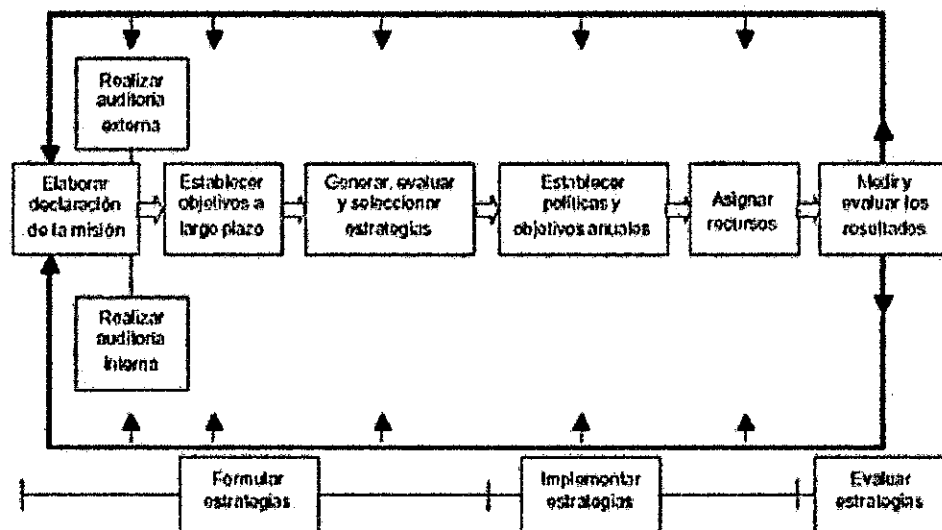 Realizar
auditoría
externa
Elaborar
declaración
de la misión
Establecer
objetivos a
largo plazo
Generar, evaluar
y seleccionar
estrategias
Establecer
políticas y
objetivos anuales
Asignar
recursos
Medir y
evaluar los
resultados
Realizar
auditoría
interna
Formular
estrategias
Implementar
estrategias
Evaluar
estrategias